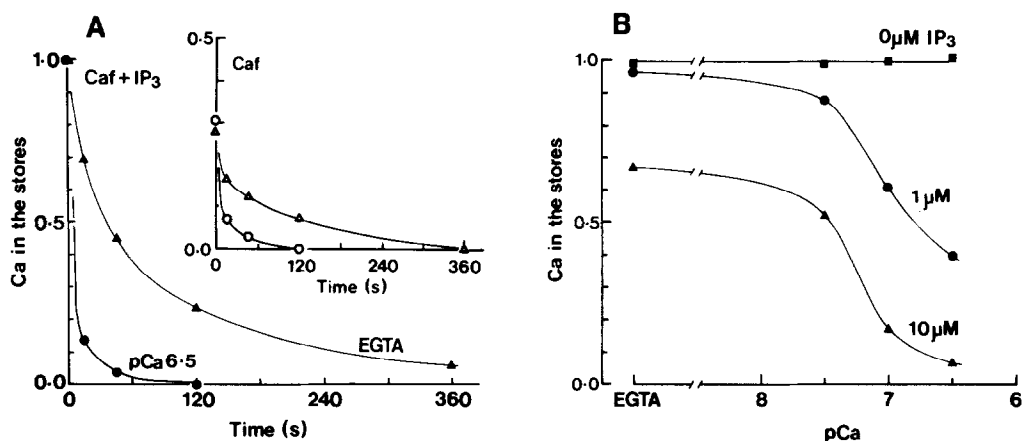 A
Ca in the stores
1·0
0·5
0·0
Caf + IP₃
EGTA
pCa 6·5
0
120
240
360
Time (s)
0.5
0.0
Caf
0
120
240
360
Time (s)
B
Ca in the stores
1.0
0.5
0.0
0μM IP₃
1μM
10μM
EGTA
8
7
6
pCa